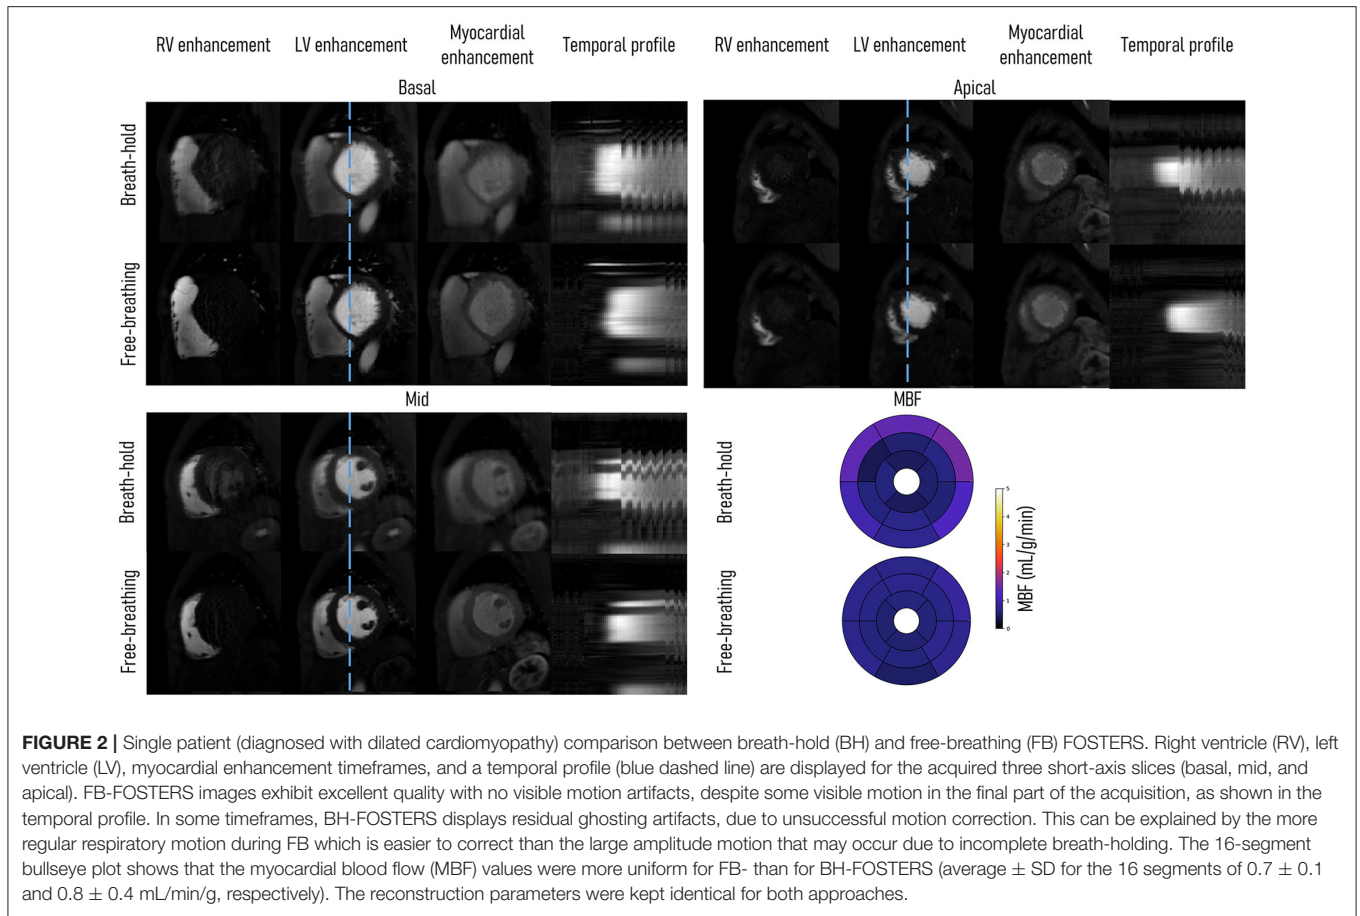 RV enhancement LV enhancement Myocardial enhancement Temporal profile RV enhancement LV enhancement Myocardial enhancement Temporal profile
Basal Apical
Breath-hold
Free-breathing
Mid MBF
Breath-hold
Free-breathing
Breath-hold
Free-breathing
5
4
3
2
1
0
MBF (mL/g/min)
FIGURE 2 | Single patient (diagnosed with dilated cardiomyopathy) comparison between breath-hold (BH) and free-breathing (FB) FOSTERS. Right ventricle (RV), left
ventricle (LV), myocardial enhancement timeframes, and a temporal profile (blue dashed line) are displayed for the acquired three short-axis slices (basal, mid, and
apical). FB-FOSTERS images exhibit excellent quality with no visible motion artifacts, despite some visible motion in the final part of the acquisition, as shown in the
temporal profile. In some timeframes, BH-FOSTERS displays residual ghosting artifacts, due to unsuccessful motion correction. This can be explained by the more
regular respiratory motion during FB which is easier to correct than the large amplitude motion that may occur due to incomplete breath-holding. The 16-segment
bullseye plot shows that the myocardial blood flow (MBF) values were more uniform for FB- than for BH-FOSTERS (average ± SD for the 16 segments of 0.7 ± 0.1
and 0.8 ± 0.4 mL/min/g, respectively). The reconstruction parameters were kept identical for both approaches.